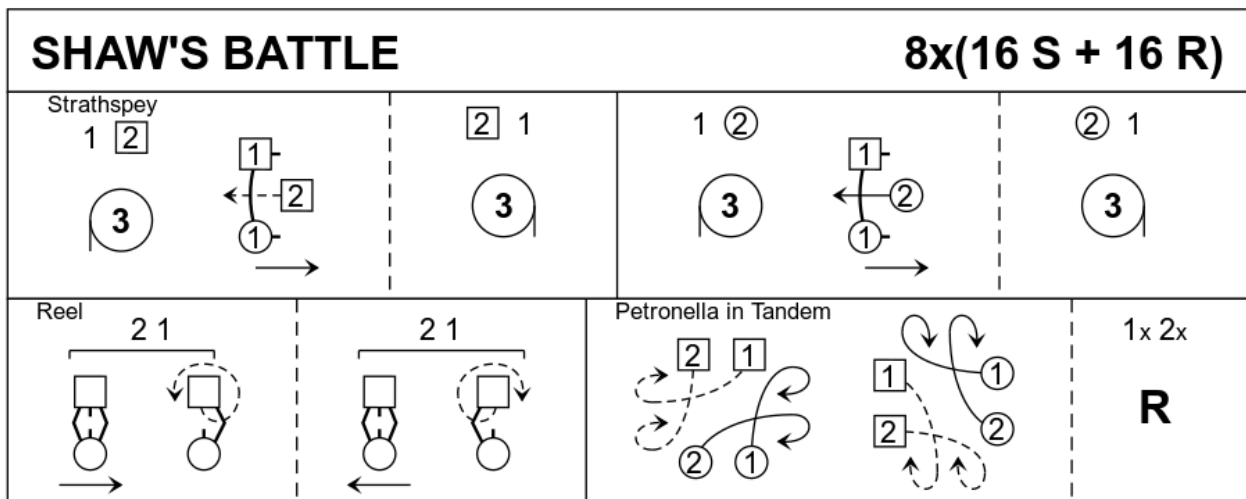 SHAW'S BATTLE 8x(16 S + 16 R)
Strathspey
1 2 2 1 1 2 2 1
1 1
2 2
3 3 3 3
1 1
Reel Petronella in Tandem
2 1 2 1 1x 2x
2 1 1 1
R
2 2
2 1